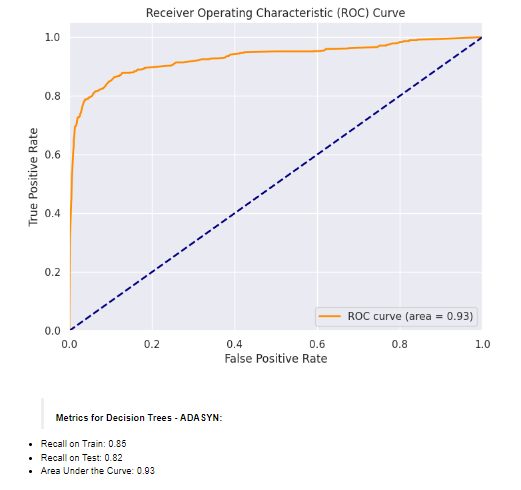 Receiver Operating Characteristic (ROC) Curve
1.0
0.8
0.6
0.4
0.2
0.0
True Positive Rate
ROC curve (area = 0.93)
0.0 0.2 0.4 0.6 0.8 1.0
False Positive Rate
Metrics for Decision Trees - ADASYN:
Recall on Train: 0.86
Recall on Test: 0.82
Area Under the Curve: 0.93